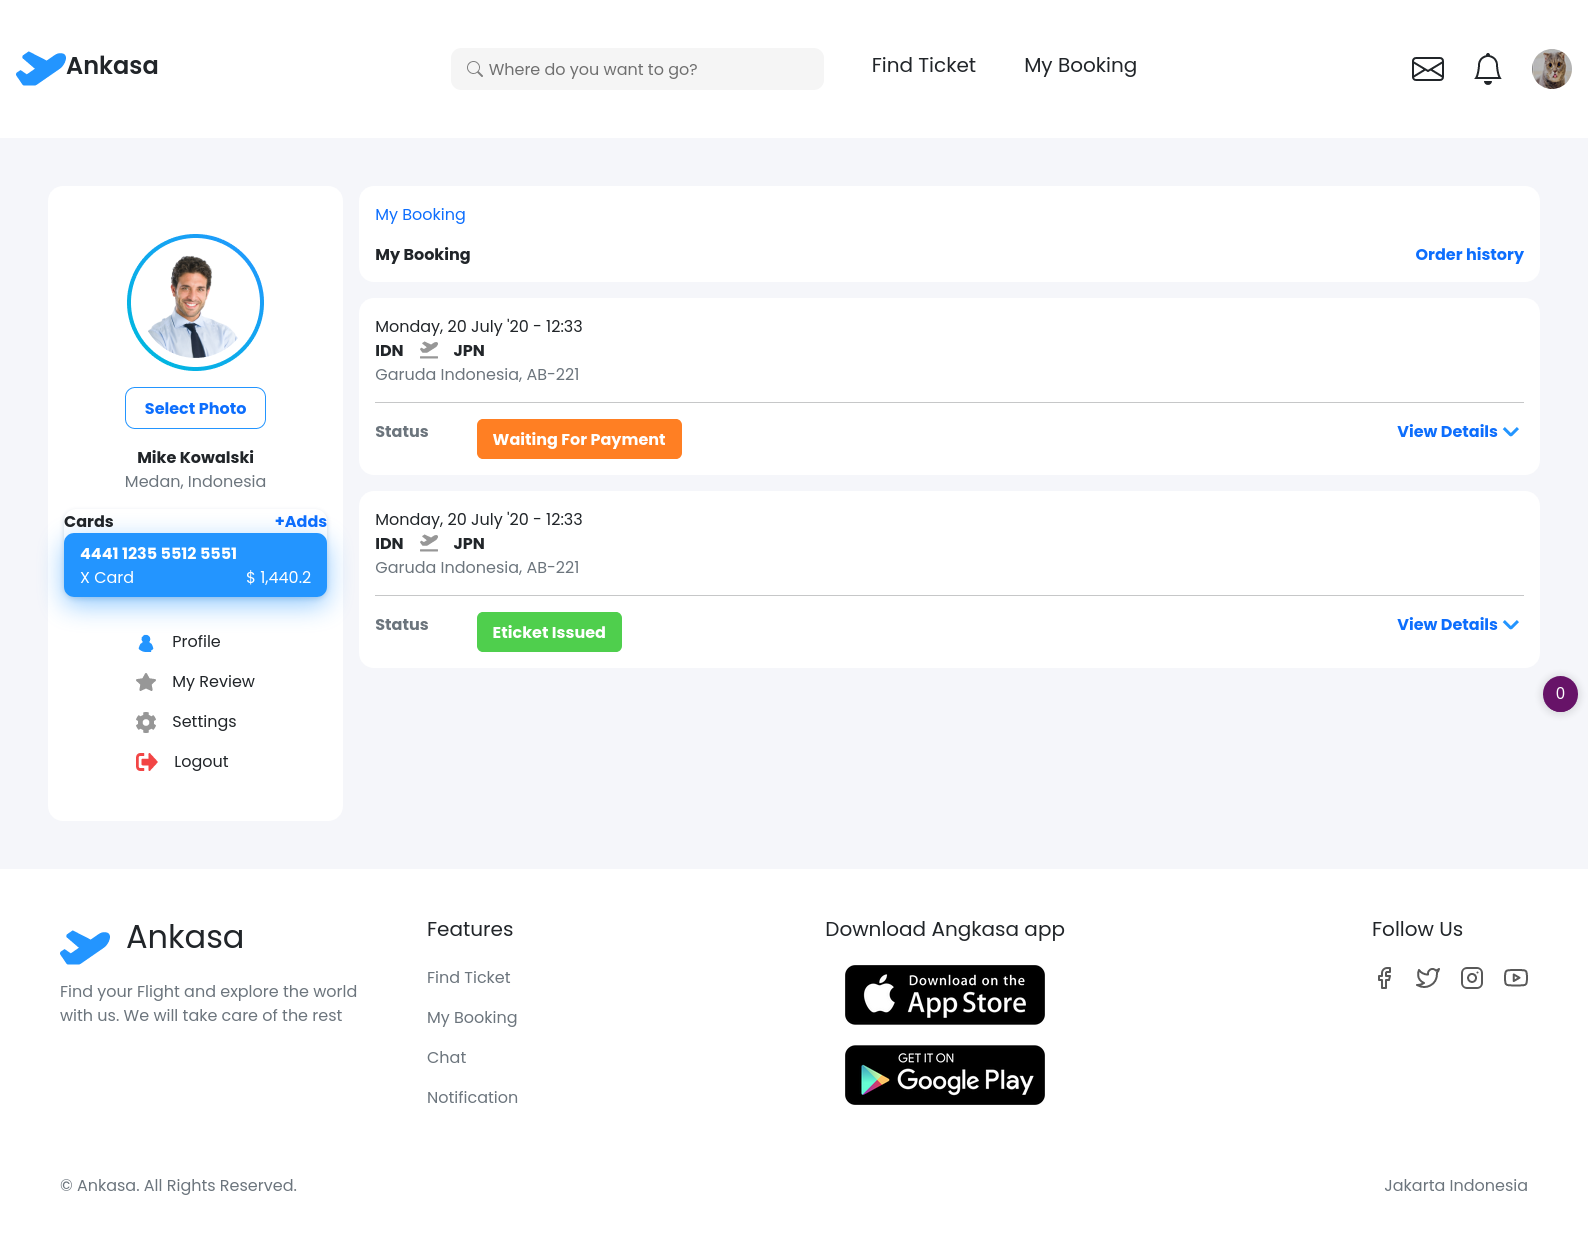 Ankasa
Where do you want to go?
Find Ticket
My Booking
Select Photo
Mike Kowalski
Medan, Indonesia
Cards
+Adds
4441 1235 5512 5551
X Card
$ 1,440.2
Profile
My Review
Settings
Logout
My Booking
My Booking
Order history
Monday, 20 July '20 - 12:33
IDN
JPN
Garuda Indonesia, AB-221
Status
Waiting For Payment
View Details
Monday, 20 July '20 - 12:33
IDN
JPN
Garuda Indonesia, AB-221
Status
Eticket Issued
View Details
0
Ankasa
Find your Flight and explore the world
with us. We will take care of the rest
Features
Find Ticket
My Booking
Chat
Notification
Download Angkasa app
Download on the
App Store
GET IT ON
Google Play
Follow Us
© Ankasa. All Rights Reserved.
Jakarta Indonesia